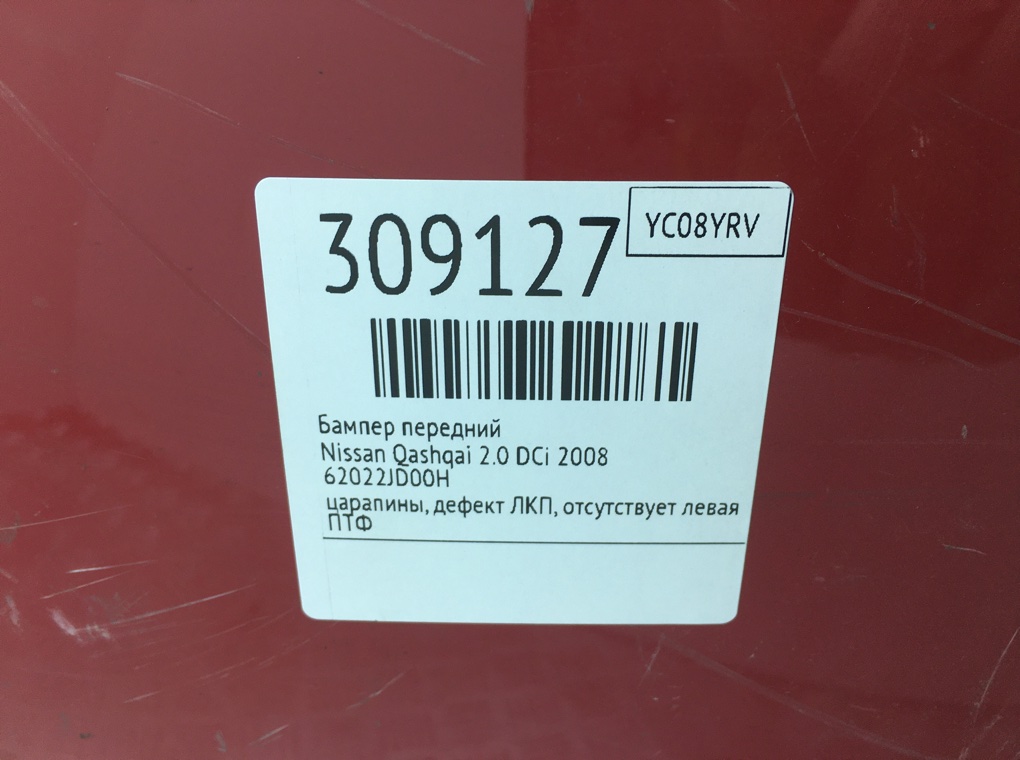 309127
YC08YRV
Бампер передний
Nissan Qashqai 2.0 DCi 2008
62022JD00H
царапины, дефект ЛКП, отсутствует левая
ПТФ